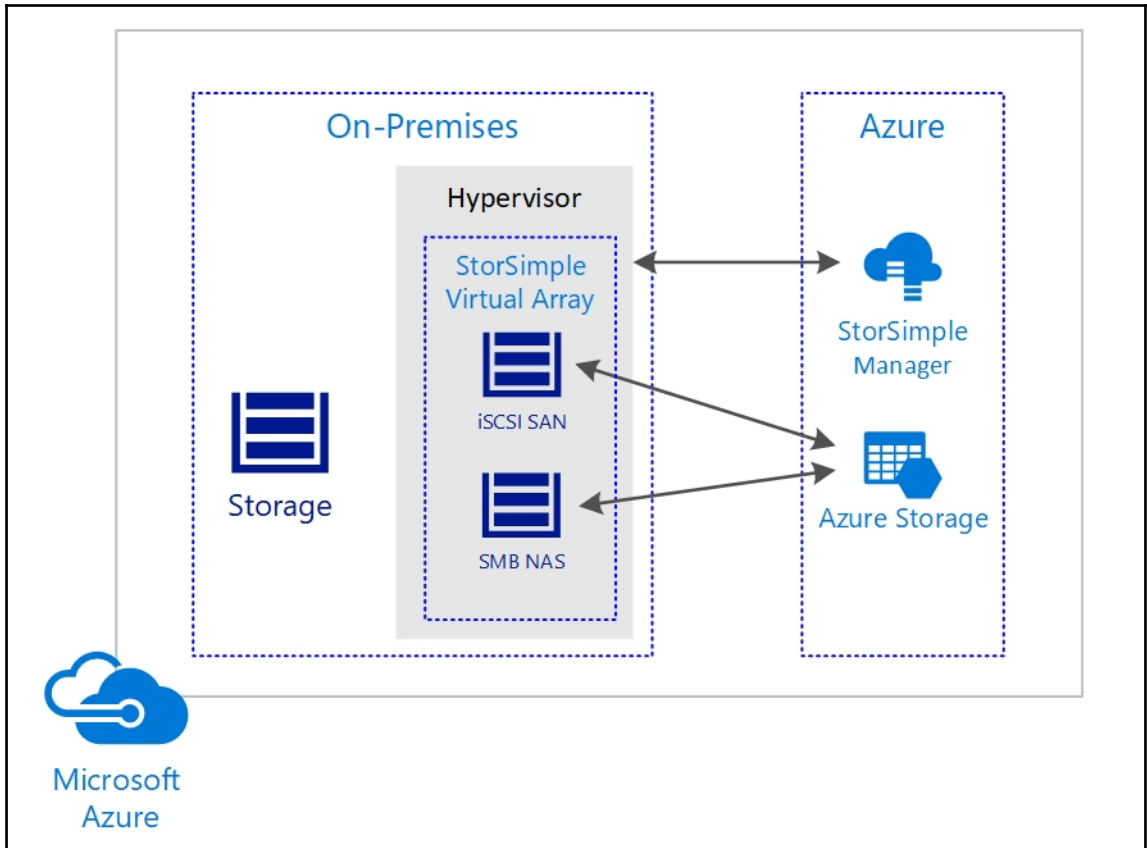 On-Premises
Azure
Hypervisor
StorSimple
Virtual Array
iSCSI SAN
SMB NAS
Storage
StorSimple
Manager
Azure Storage
Microsoft
Azure